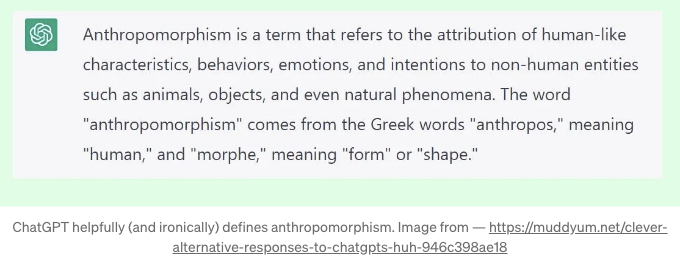 Anthropomorphism is a term that refers to the attribution of human-like
characteristics, behaviors, emotions, and intentions to non-human entities
such as animals, objects, and even natural phenomena. The word
"anthropomorphism" comes from the Greek words "anthropos," meaning
"human," and "morphe," meaning "form" or "shape."
ChatGPT helpfully (and ironically) defines anthropomorphism. Image from — https://muddyum.net/clever-
alternative-responses-to-chatgpts-huh-946c398ae18